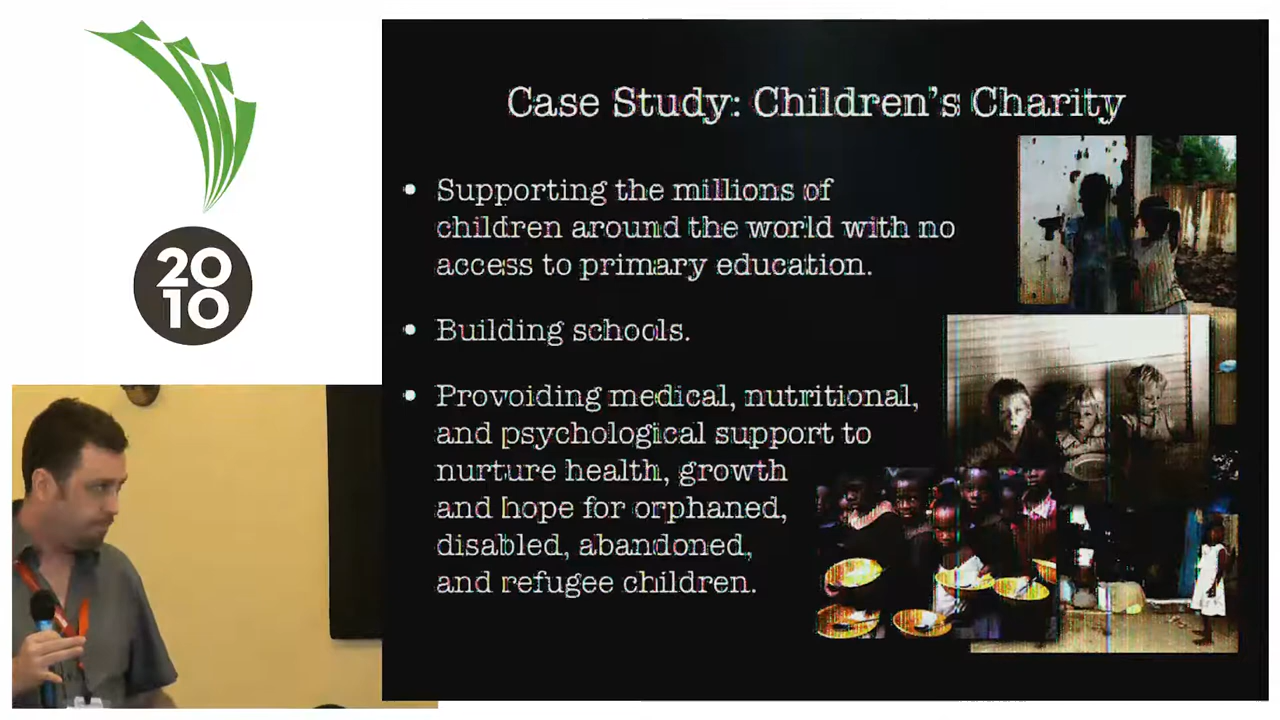 20
10
Case Study: Children's Charity
• Supporting the millions of
children around the world with no
access to primary education.
• Building schools.
• Provoiding medical, nutritional,
and psychological support to
nurture health, growth
and hope for orphaned,
disabled, abandoned,
and refugee children.